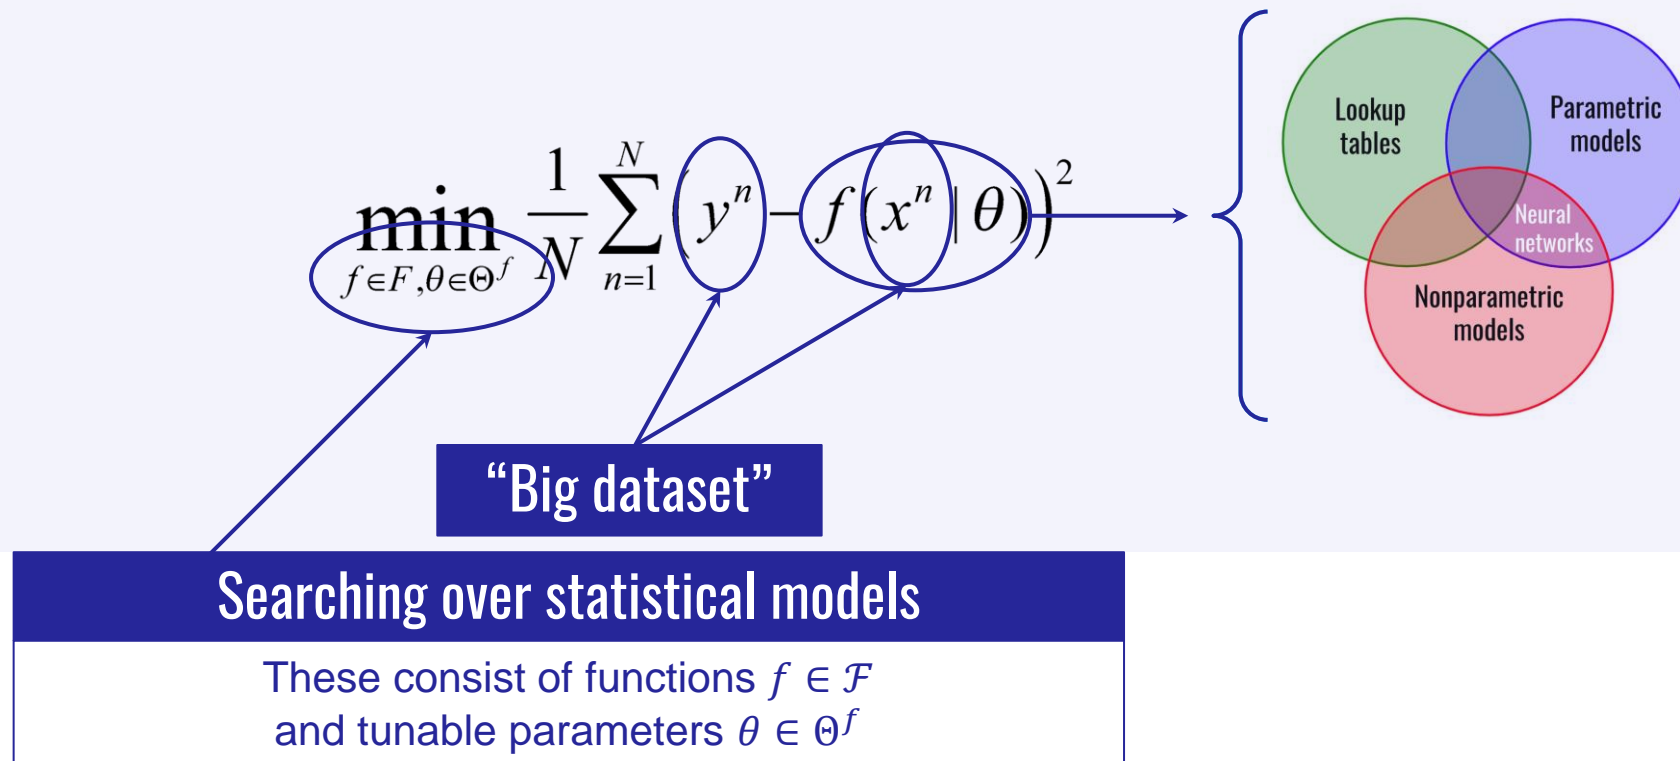 min f∈F,θ∈Θ^f 1/N ∑_{n=1}^{N} (y^n − f(x^n | θ))^2
Lookup
tables
Parametric
models
Neural
networks
Nonparametric
models
“Big dataset”
Searching over statistical models
These consist of functions 𝑓 ∈ ℱ
and tunable parameters 𝜃 ∈ Θ^𝑓